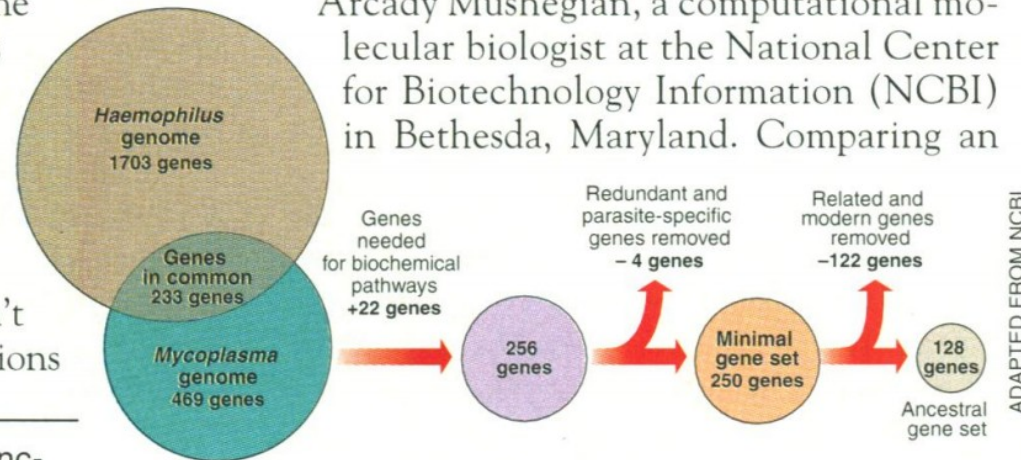 ne
Arcady Mushegian, a computational mo-
lecular biologist at the National Center
for Biotechnology Information (NCBI)
in Bethesda, Maryland. Comparing an
Haemophilus
genome
1703 genes
Genes
in common
233 genes
Mycoplasma
genome
469 genes
Genes
needed
for biochemical
pathways
+22 genes
256
genes
Redundant and
parasite-specific
genes removed
– 4 genes
Minimal
gene set
250 genes
Related and
modern genes
removed
–122 genes
128
genes
Ancestral
gene set
ADAPTED FROM NCBI
't
ions
nc-